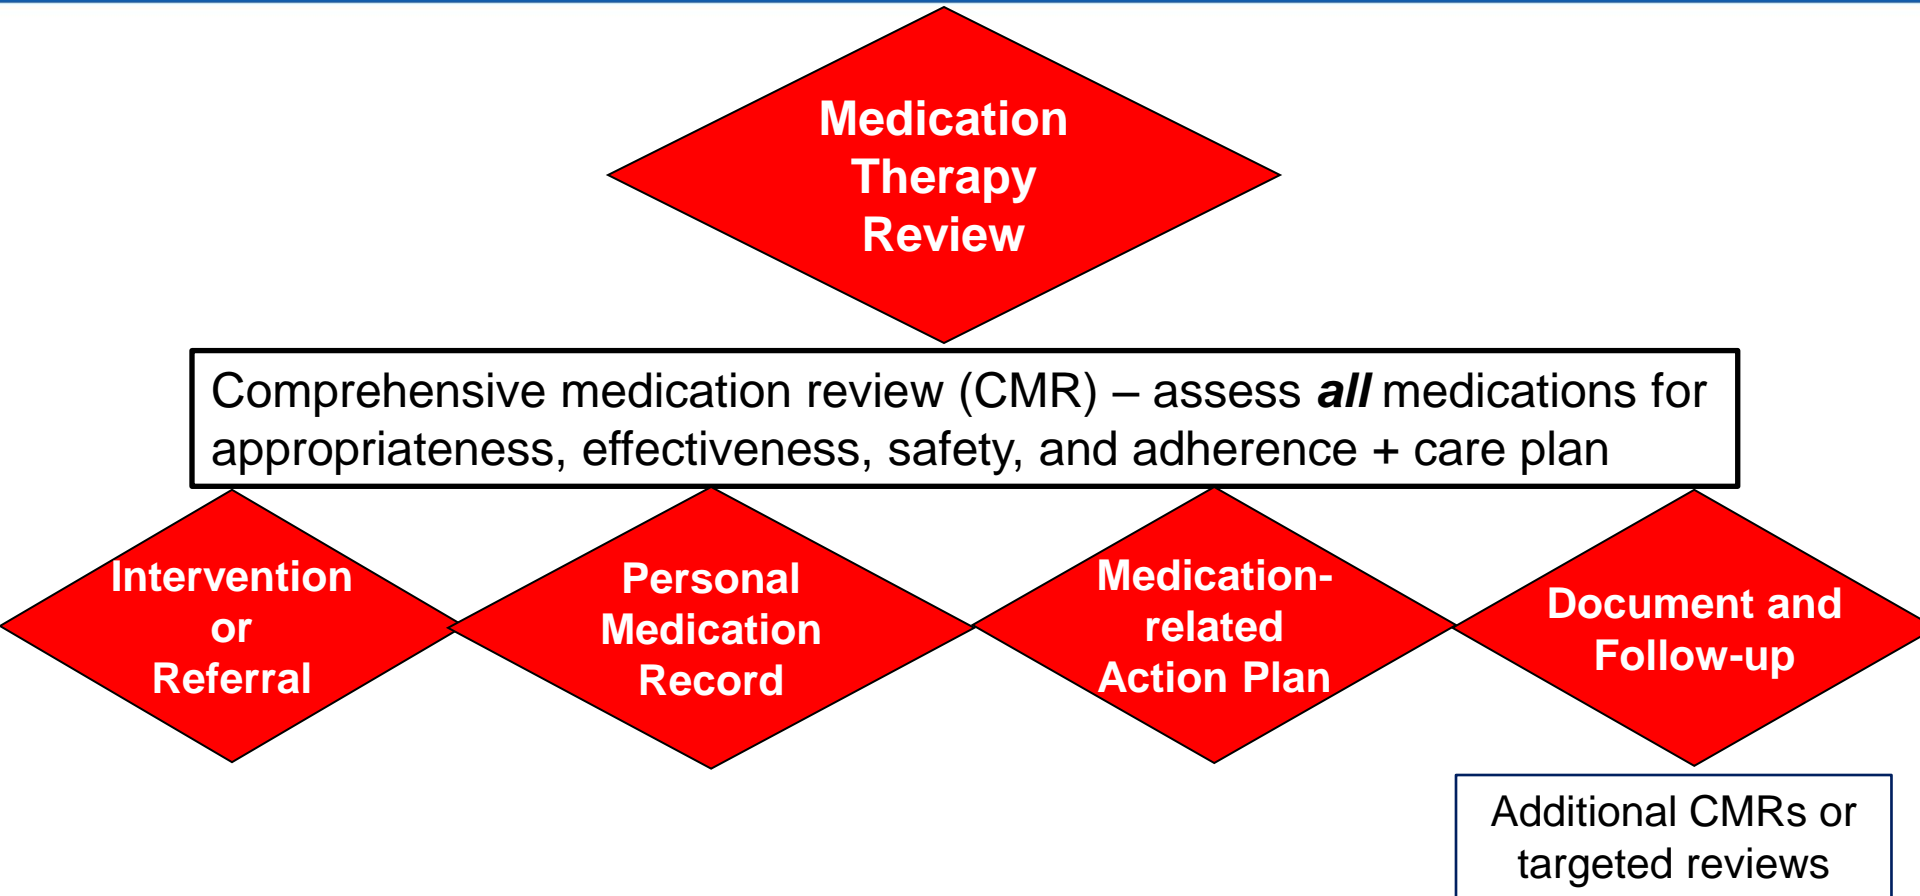 Medication
Therapy
Review
Comprehensive medication review (CMR) – assess all medications for
appropriateness, effectiveness, safety, and adherence + care plan
Intervention
or
Referral
Personal
Medication
Record
Medication-
related
Action Plan
Document and
Follow-up
Additional CMRs or
targeted reviews